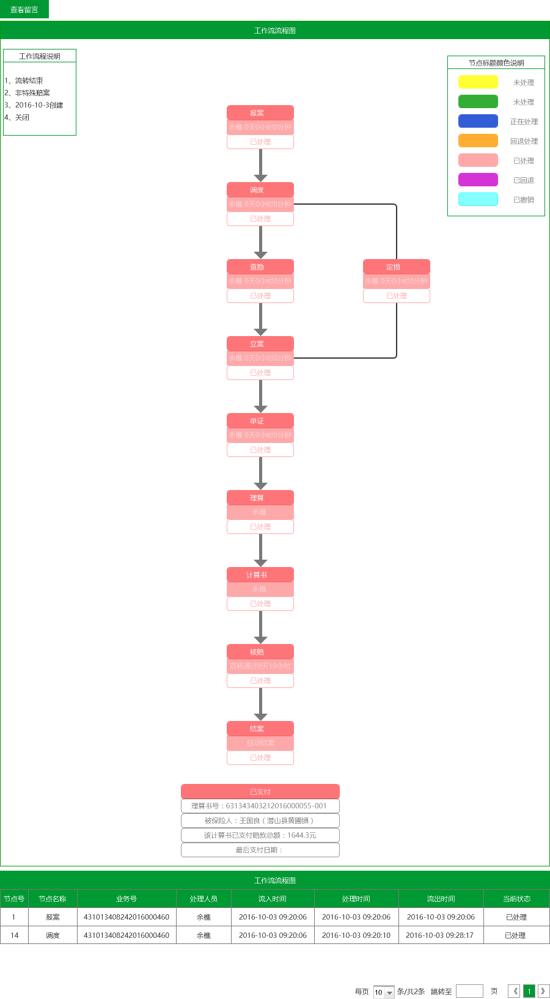 查看留言
工作流流程图
工作流程说明
1、流转结束
2、非特殊赔案
3、2016-10-3创建
4、关闭
节点标题颜色说明
未处理
未处理
正在处理
回退处理
已处理
已回退
已撤销
报案
余樵 0天0小时0分钟
已处理
调度
余樵 0天0小时0分钟
已处理
查勘
余樵 0天0小时0分钟
已处理
定损
余樵 0天0小时0分钟
已处理
立案
余樵 0天0小时0分钟
已处理
单证
余樵 0天0小时0分钟
已处理
理算
余樵
已处理
计算书
余樵
已处理
核赔
双核通过0天10小时
已处理
结案
自动结案
已处理
已支付
理算书号：631343403212016000055-001
被保险人：王国良（潜山县黄圃镇）
该计算书已支付赔款总额：1644.3元
最后支付日期：
工作流流程图
节点号 节点名称 业务号 处理人员 流入时间 处理时间 流出时间 当前状态
1 报案 431013408242016000460 余樵 2016-10-03 09:20:06 2016-10-03 09:20:06 2016-10-03 09:20:06 已处理
14 调度 431013408242016000460 余樵 2016-10-03 09:20:06 2016-10-03 09:20:10 2016-10-03 09:28:17 已处理
每页 10 条/共2条 跳转至 页 《 1 》